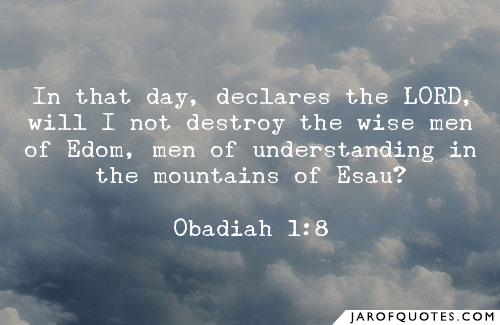 In that day, declares the LORD,
will I not destroy the wise men
of Edom, men of understanding in
the mountains of Esau?
Obadiah 1:8
JAROFQUOTES.COM